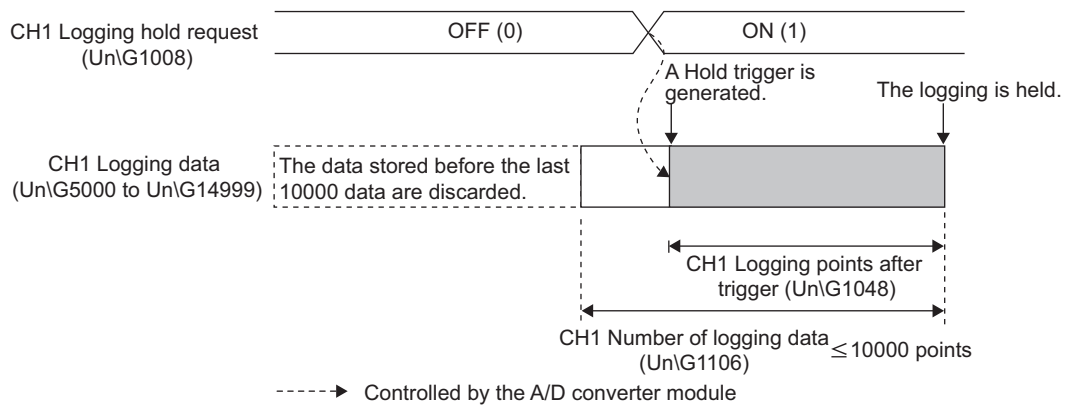 CH1 Logging hold request
(Un\G1008)
OFF (0)
ON (1)
A Hold trigger is
generated.
The logging is held.
CH1 Logging data
(Un\G5000 to Un\G14999)
The data stored before the last
10000 data are discarded.
CH1 Logging points after
trigger (Un\G1048)
CH1 Number of logging data
(Un\G1106)
≤10000 points
Controlled by the A/D converter module